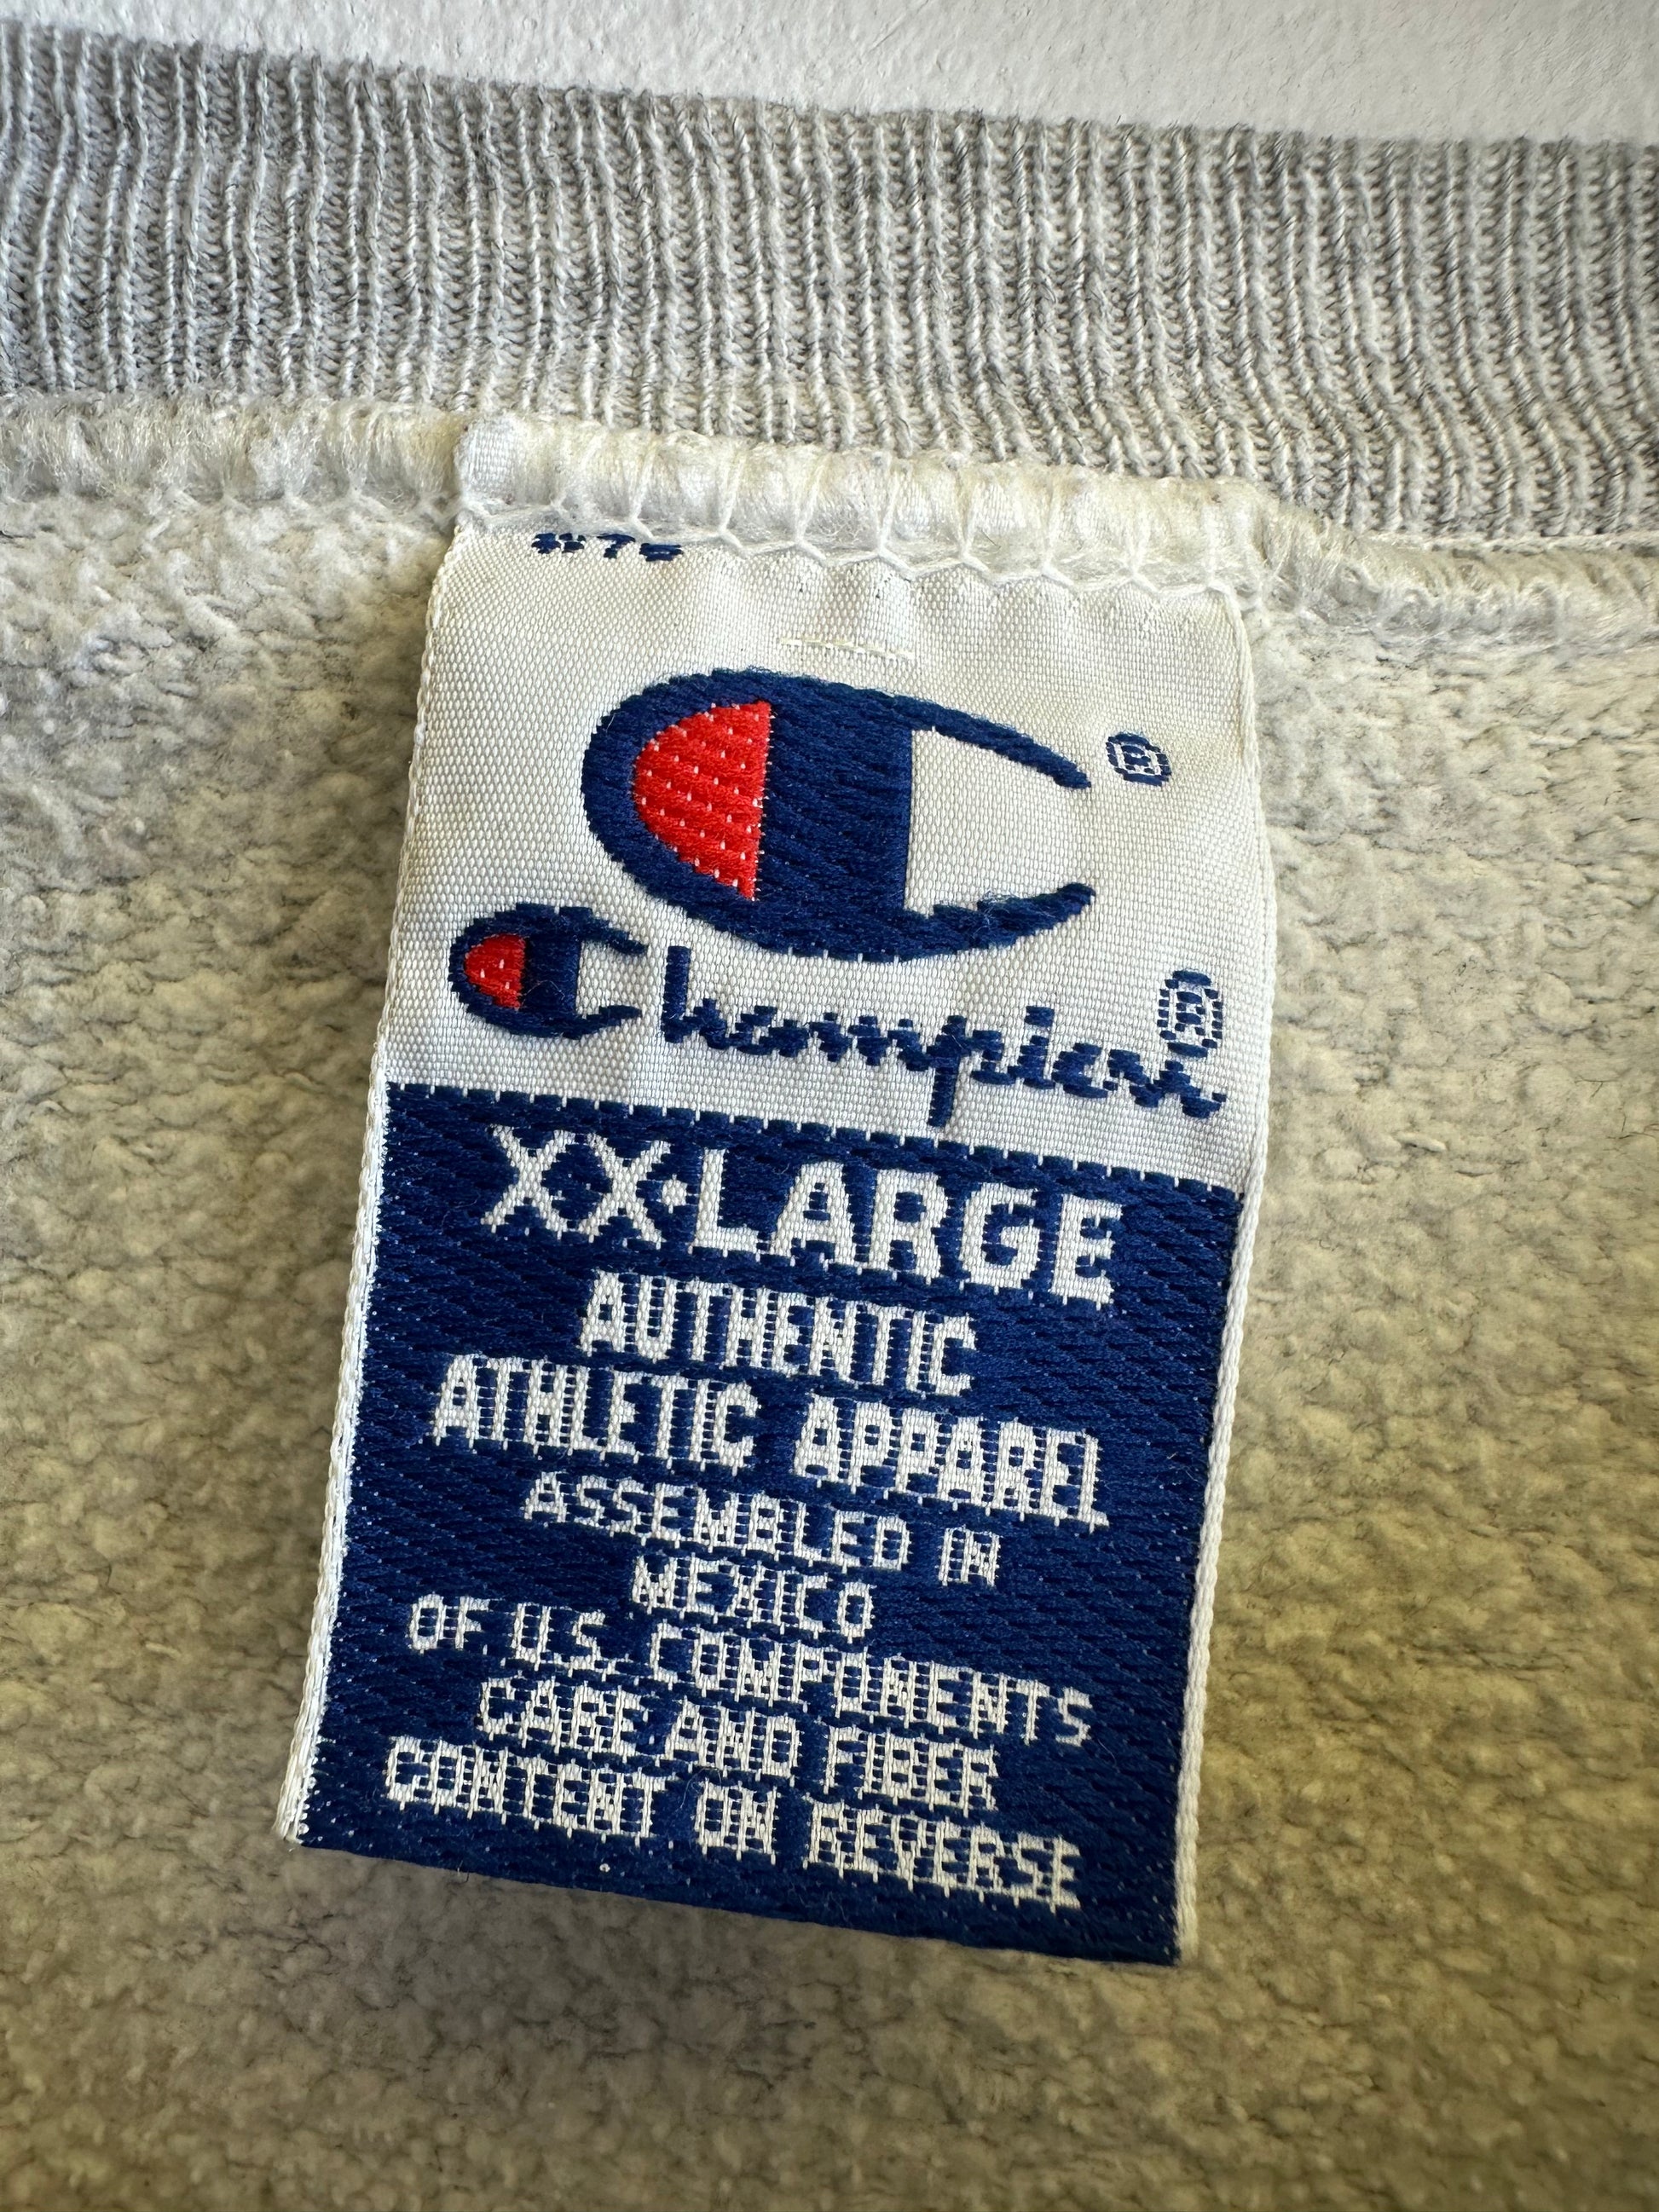 ®
Champion®
XX-LARGE
AUTHENTIC
ATHLETIC APPAREL
ASSEMBLED IN
MEXICO
OF U.S. COMPONENTS
CARE AND FIBER
CONTENT ON REVERSE